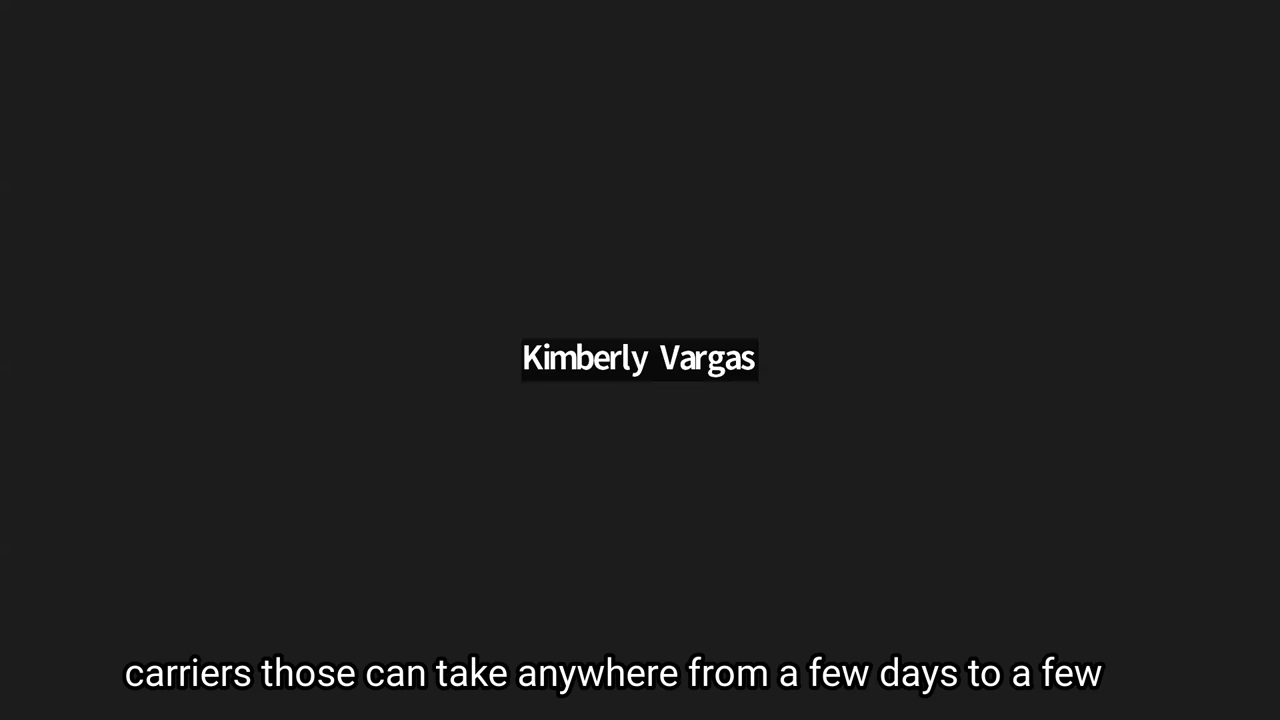 Kimberly Vargas
carriers those can take anywhere from a few days to a few